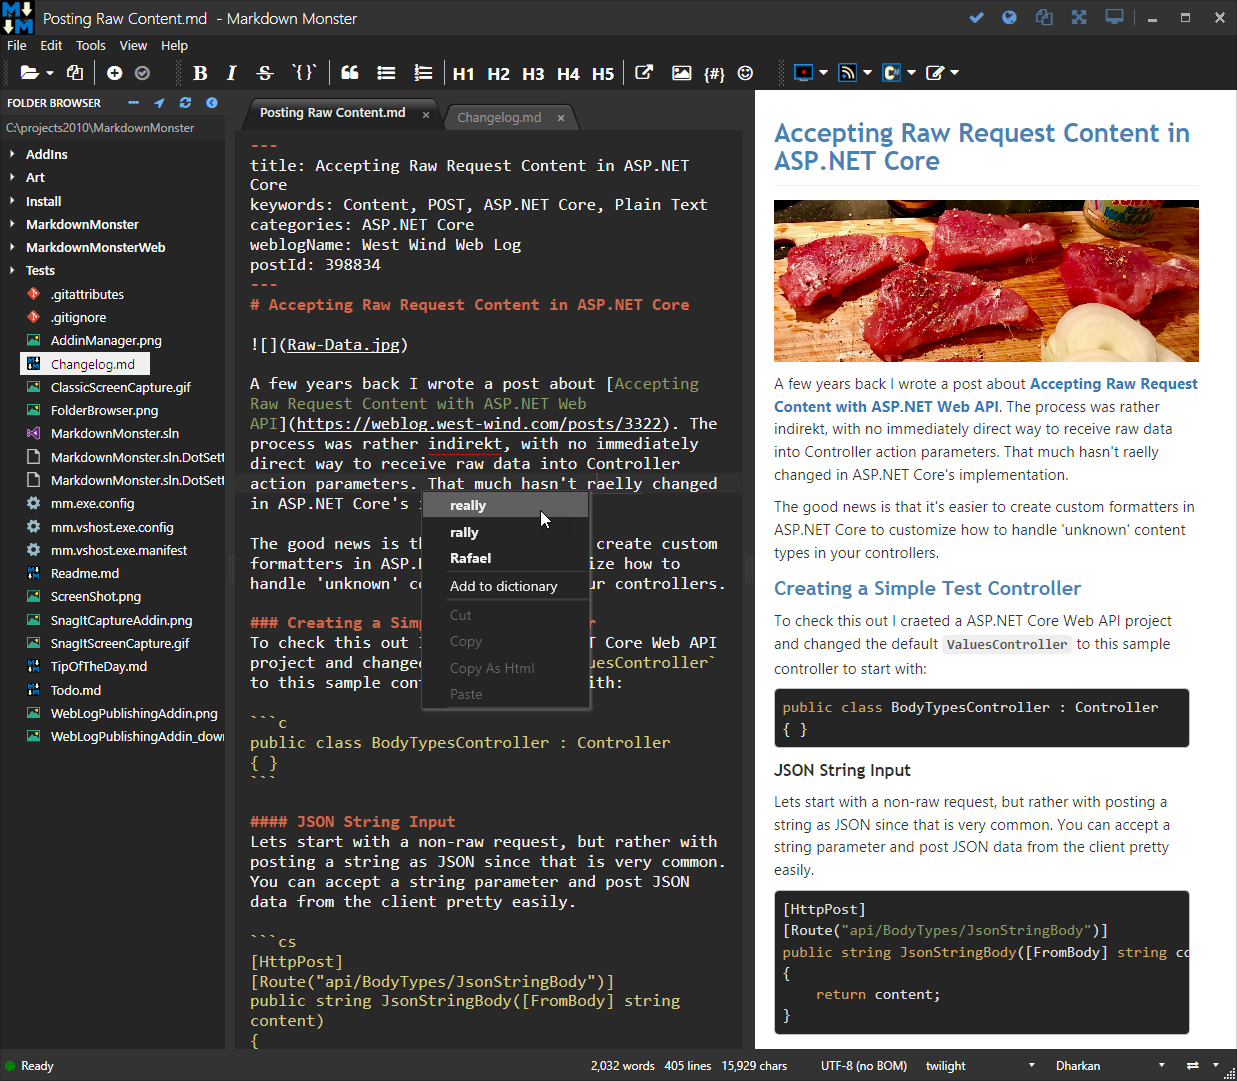 Posting Raw Content.md - Markdown Monster
File Edit Tools View Help
B I S `{}` H1 H2 H3 H4 H5 {#}
FOLDER BROWSER
C:\projects2010\MarkdownMonster
AddIns
Art
Install
MarkdownMonster
MarkdownMonsterWeb
Tests
.gitattributes
.gitignore
AddinManager.png
Changelog.md
ClassicScreenCapture.gif
FolderBrowser.png
MarkdownMonster.sln
MarkdownMonster.sln.DotSett
MarkdownMonster.sln.DotSett
mm.exe.config
mm.vshost.exe.config
mm.vshost.exe.manifest
Readme.md
ScreenShot.png
SnagItCaptureAddin.png
SnagItScreenCapture.gif
TipOfTheDay.md
Todo.md
WebLogPublishingAddin.png
WebLogPublishingAddin_dow
Posting Raw Content.md × Changelog.md ×
---
title: Accepting Raw Request Content in ASP.NET
Core
keywords: Content, POST, ASP.NET Core, Plain Text
categories: ASP.NET Core
weblogName: West Wind Web Log
postId: 398834
---
# Accepting Raw Request Content in ASP.NET Core
![](Raw-Data.jpg)
A few years back I wrote a post about [Accepting
Raw Request Content with ASP.NET Web
API](https://weblog.west-wind.com/posts/3322). The
process was rather indirekt, with no immediately
direct way to receive raw data into Controller
action parameters. That much hasn't raelly changed
in ASP.NET Core's
The good news is th create custom
formatters in ASP. ize how to
handle 'unknown' co ur controllers.
### Creating a Sim r
To check this out I T Core Web API
project and change uesController`
to this sample con ith:
```c
public class BodyTypesController : Controller
{ }
```
#### JSON String Input
Lets start with a non-raw request, but rather with
posting a string as JSON since that is very common.
You can accept a string parameter and post JSON
data from the client pretty easily.
```cs
[HttpPost]
[Route("api/BodyTypes/JsonStringBody")]
public string JsonStringBody([FromBody] string
content)
{
really
rally
Rafael
Add to dictionary
Cut
Copy
Copy As Html
Paste
Accepting Raw Request Content in
ASP.NET Core
A few years back I wrote a post about Accepting Raw Request
Content with ASP.NET Web API. The process was rather
indirekt, with no immediately direct way to receive raw data
into Controller action parameters. That much hasn't raelly
changed in ASP.NET Core's implementation.
The good news is that it's easier to create custom formatters in
ASP.NET Core to customize how to handle 'unknown' content
types in your controllers.
Creating a Simple Test Controller
To check this out I craeted a ASP.NET Core Web API project
and changed the default ValuesController to this sample
controller to start with:
public class BodyTypesController : Controller
{ }
JSON String Input
Lets start with a non-raw request, but rather with posting a
string as JSON since that is very common. You can accept a
string parameter and post JSON data from the client pretty
easily.
[HttpPost]
[Route("api/BodyTypes/JsonStringBody")]
public string JsonStringBody([FromBody] string co
{
return content;
}
Ready
2,032 words 405 lines 15,929 chars UTF-8 (no BOM) twilight Dharkan